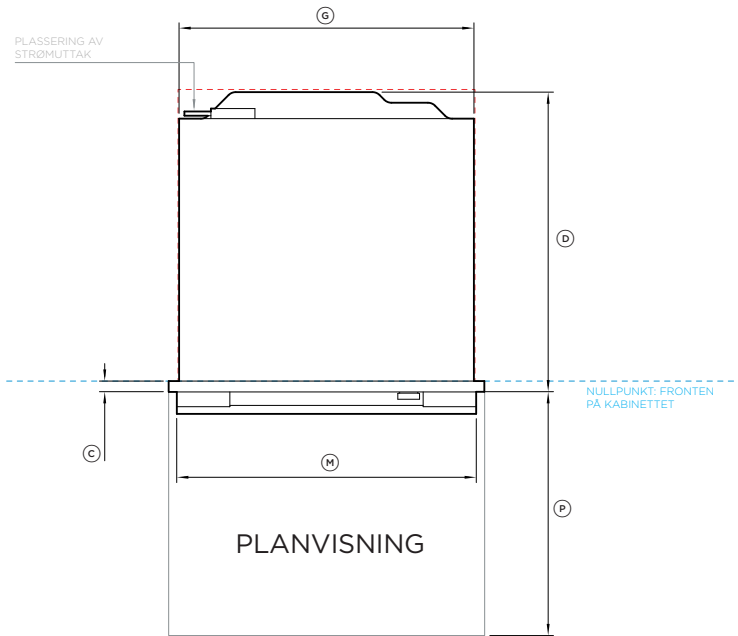 G
PLASSERING AV
STRØMUTTAK
D
NULLPUNKT: FRONTEN
PÅ KABINETTET
C
M
P
PLANVISNING